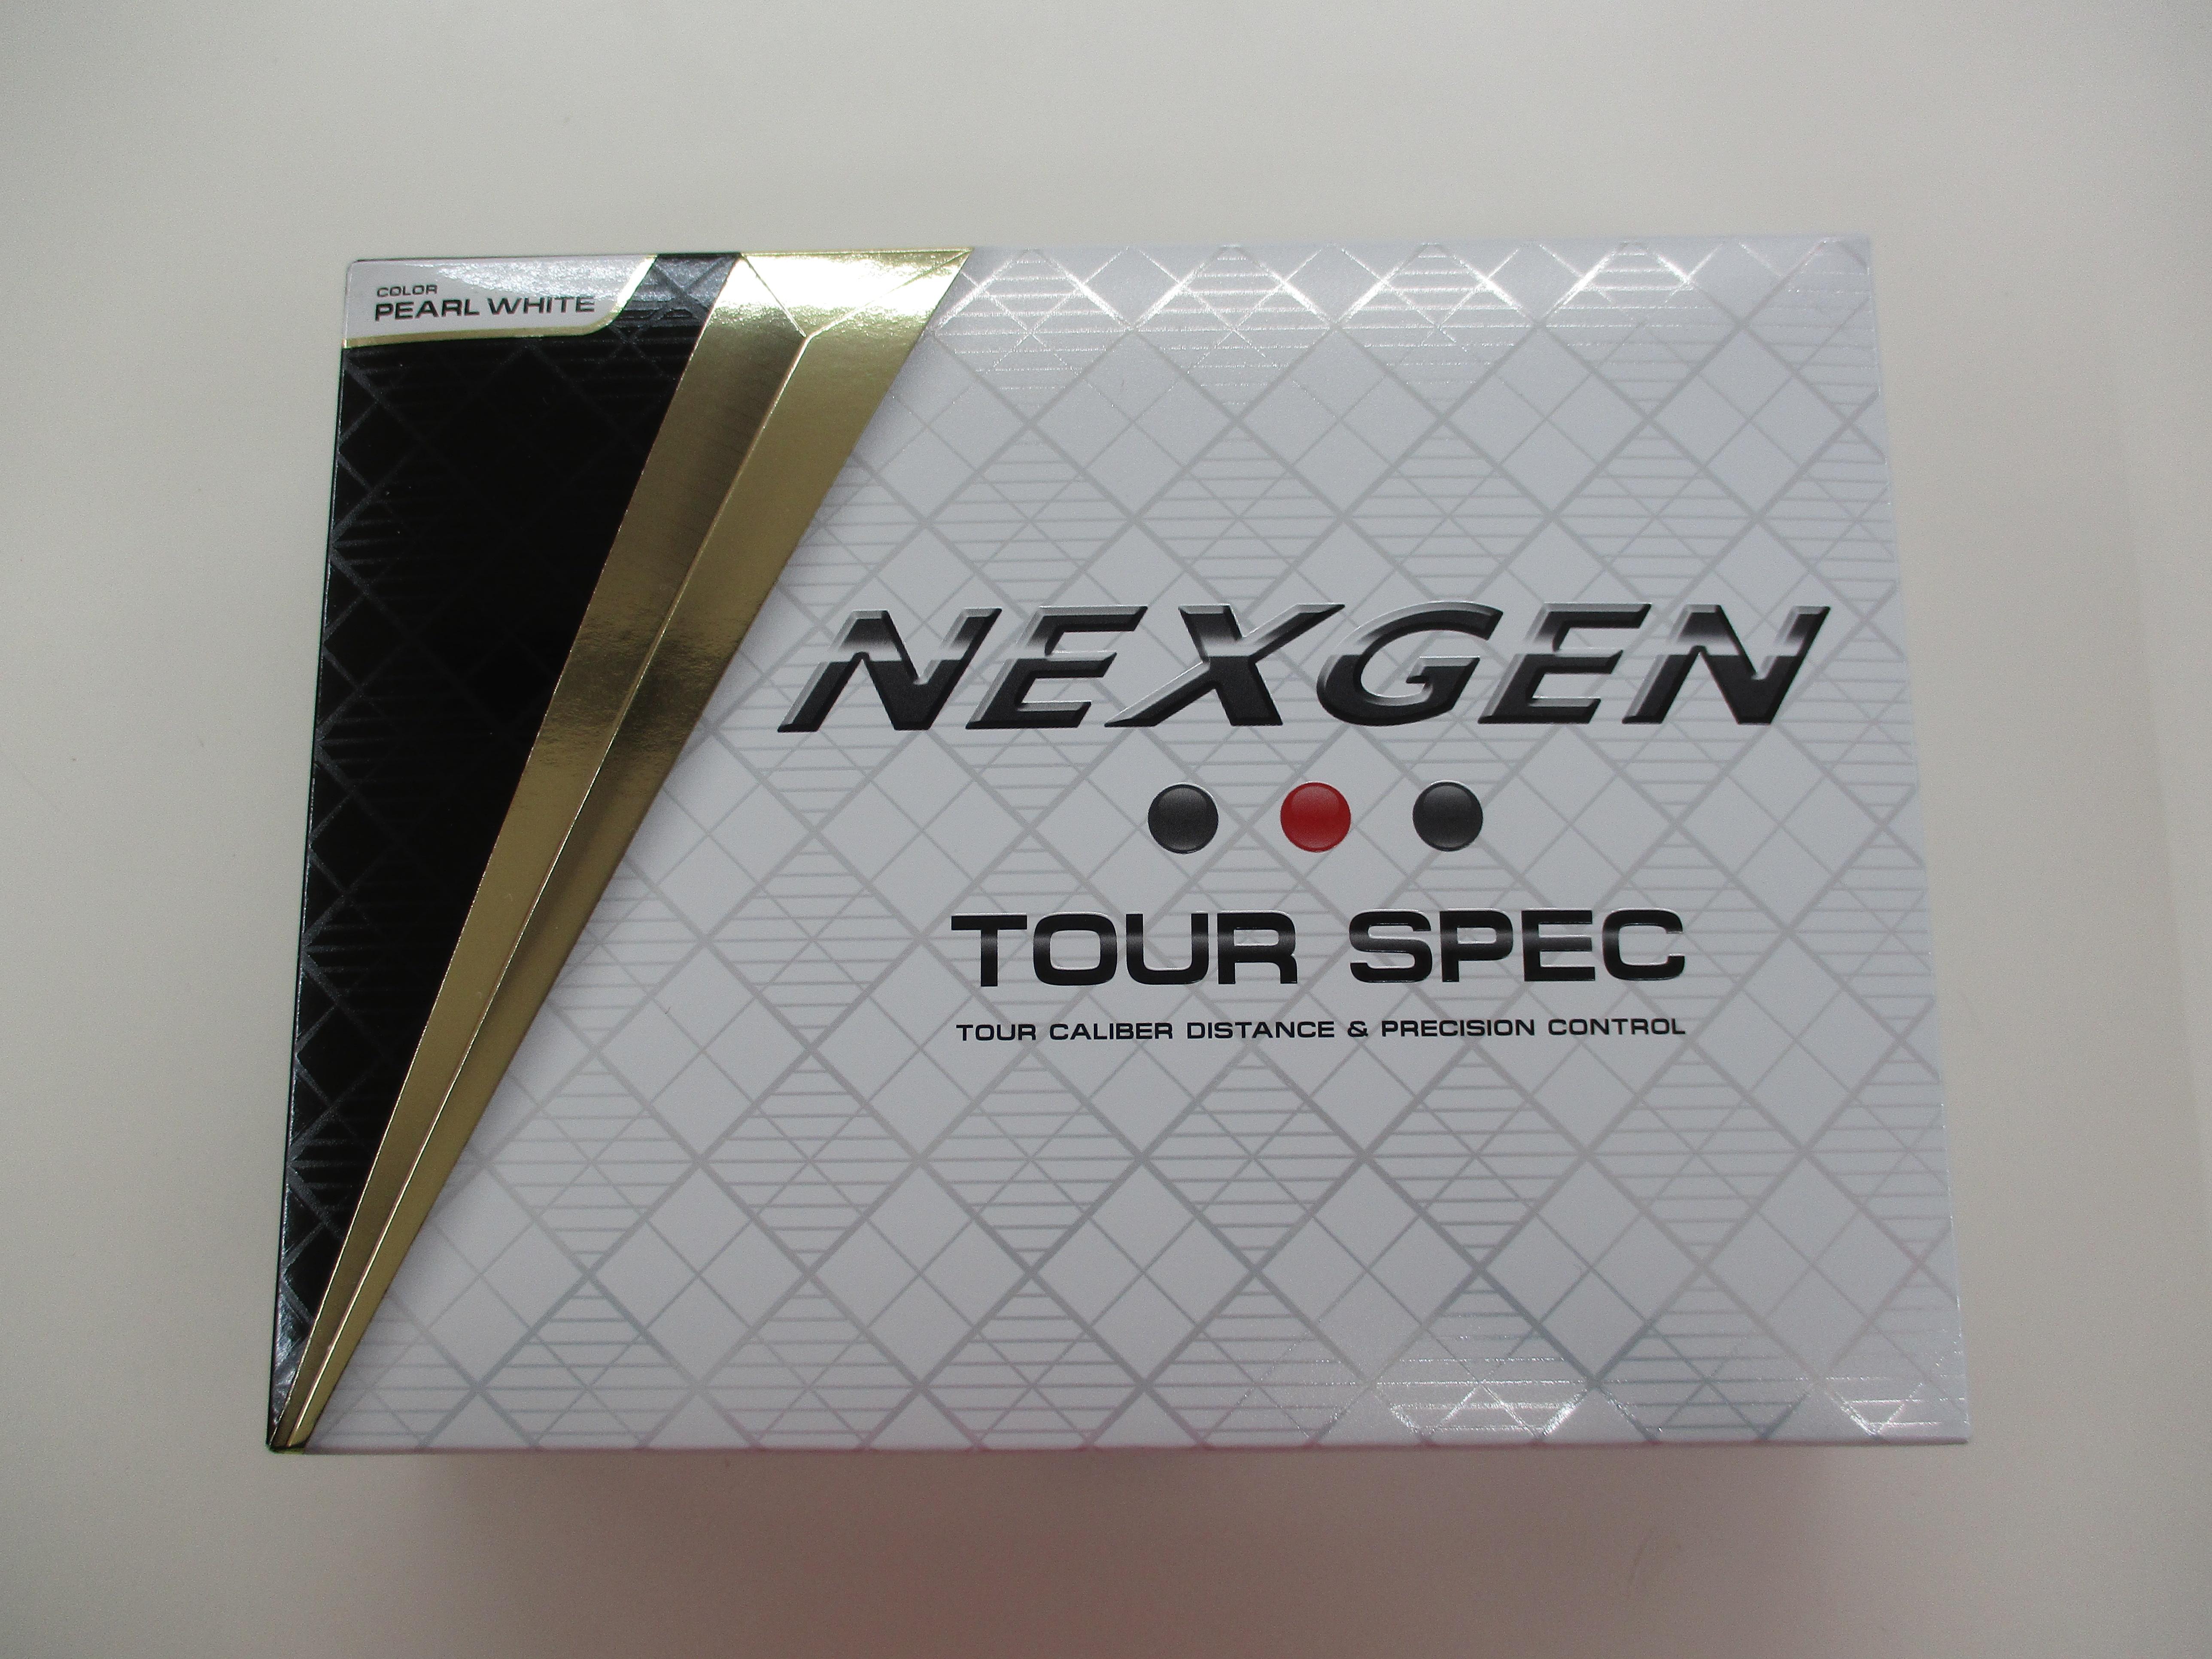 COLOR
PEARL WHITE
NEXGEN
TOUR SPEC
TOUR CALIBER DISTANCE & PRECISION CONTROL